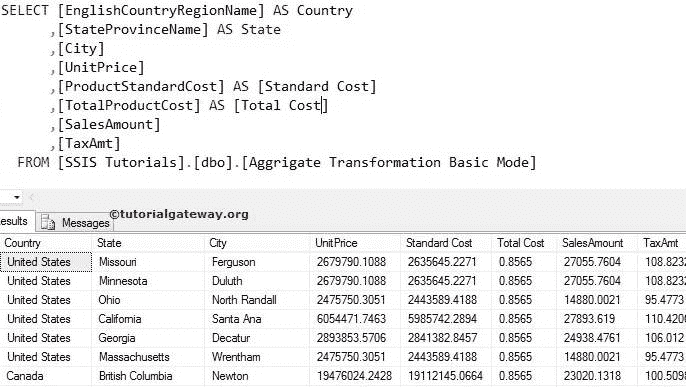 SELECT [EnglishCountryRegionName] AS Country
,[StateProvinceName] AS State
,[City]
,[UnitPrice]
,[ProductStandardCost] AS [Standard Cost]
,[TotalProductCost] AS [Total Cost]
,[SalesAmount]
,[TaxAmt]
FROM [SSIS Tutorials].[dbo].[Aggrigate Transformation Basic Mode]
©tutorialgateway.org
esults Messages
Country State City UnitPrice Standard Cost Total Cost SalesAmount TaxAmt
United States Missouri Ferguson 2679790.1088 2635645.2271 0.8565 27055.7604 108.8232
United States Minnesota Duluth 2679790.1088 2635645.2271 0.8565 27055.7604 108.8232
United States Ohio North Randall 2475750.3051 2443589.4188 0.8565 14880.0021 95.4773
United States California Santa Ana 6054471.7463 5985742.2894 0.8565 27893.619 110.4206
United States Georgia Decatur 2893853.5706 2841382.8457 0.8565 24938.4761 106.012
United States Massachusetts Wrentham 2475750.3051 2443589.4188 0.8565 14880.0021 95.4773
Canada British Columbia Newton 19476024.2428 19112145.0664 0.8565 23020.1318 100.5098